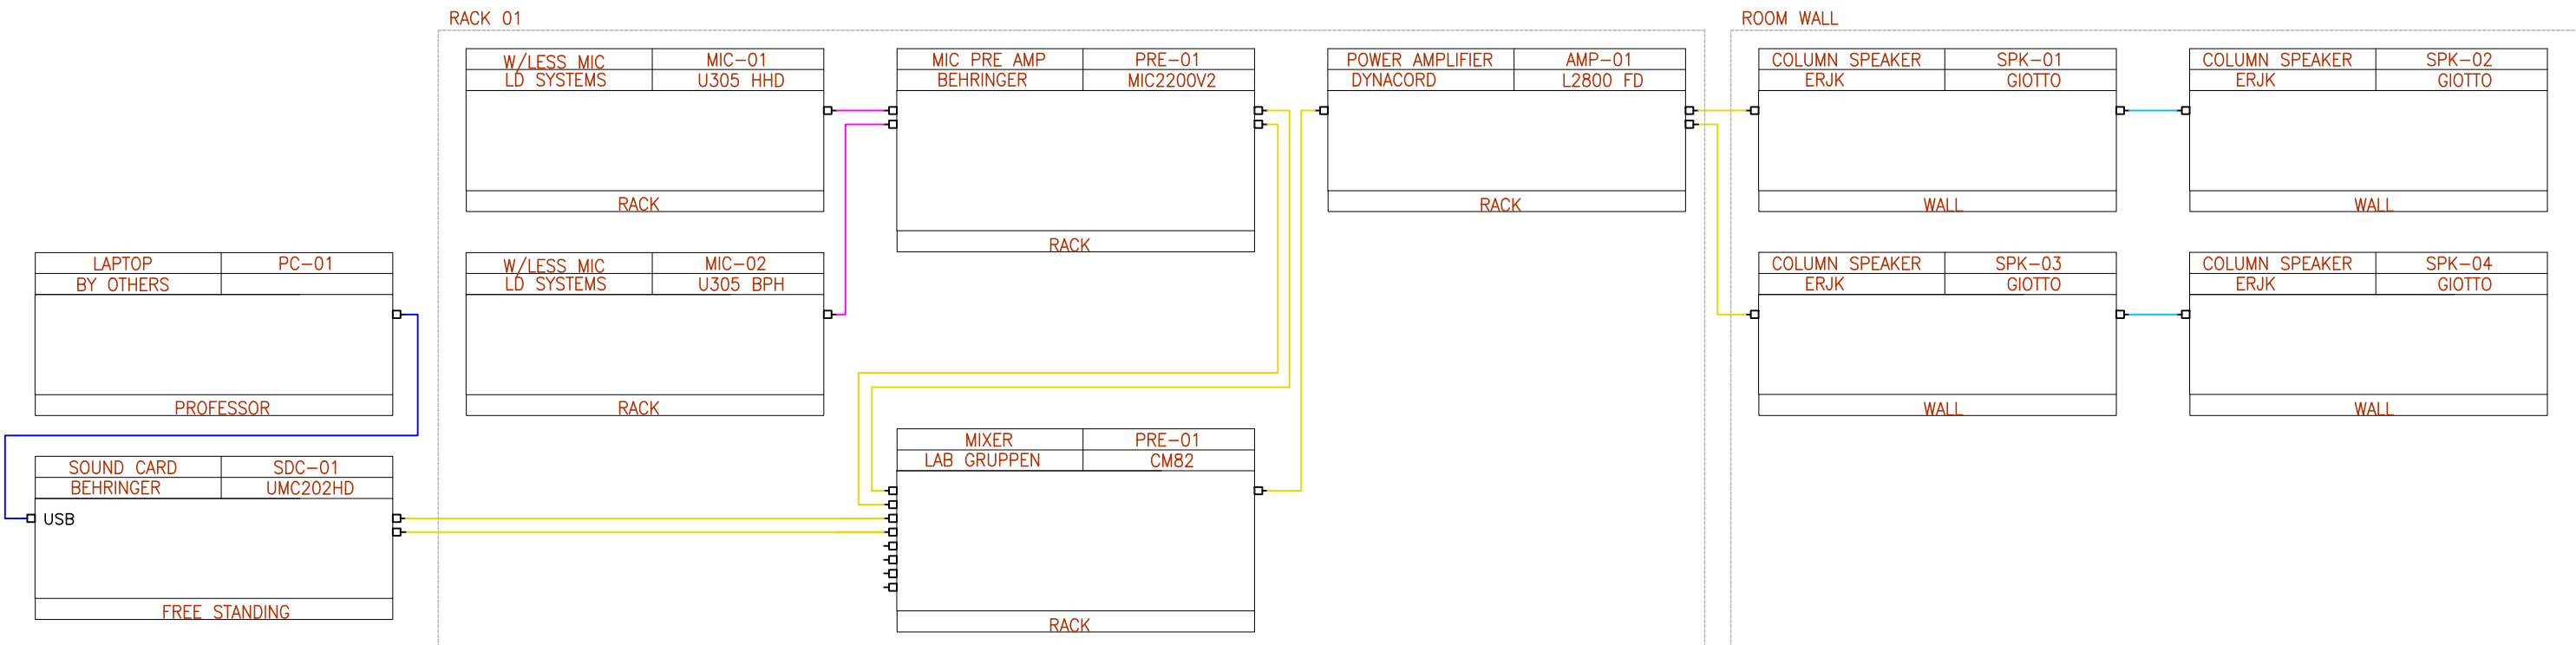 RACK 01
ROOM WALL
W/LESS MIC MIC-01
LD SYSTEMS U305 HHD
RACK
MIC PRE AMP PRE-01
BEHRINGER MIC2200V2
RACK
POWER AMPLIFIER AMP-01
DYNACORD L2800 FD
RACK
COLUMN SPEAKER SPK-01
ERJK GIOTTO
WALL
COLUMN SPEAKER SPK-02
ERJK GIOTTO
WALL
LAPTOP PC-01
BY OTHERS
PROFESSOR
W/LESS MIC MIC-02
LD SYSTEMS U305 BPH
RACK
COLUMN SPEAKER SPK-03
ERJK GIOTTO
WALL
COLUMN SPEAKER SPK-04
ERJK GIOTTO
WALL
SOUND CARD SDC-01
BEHRINGER UMC202HD
USB
FREE STANDING
MIXER PRE-01
LAB GRUPPEN CM82
RACK